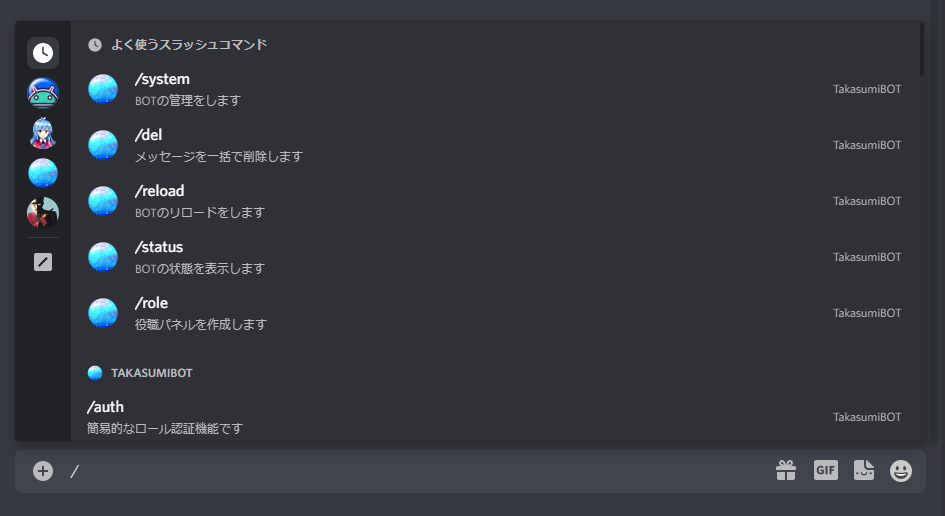 よく使うスラッシュコマンド
/system
BOTの管理をします
TakasumiBOT
/del
メッセージを一括で削除します
TakasumiBOT
/reload
BOTのリロードをします
TakasumiBOT
/status
BOTの状態を表示します
TakasumiBOT
/role
役職パネルを作成します
TakasumiBOT
TAKASUMIBOT
/auth
簡易的なロール認証機能です
TakasumiBOT
/
GIF